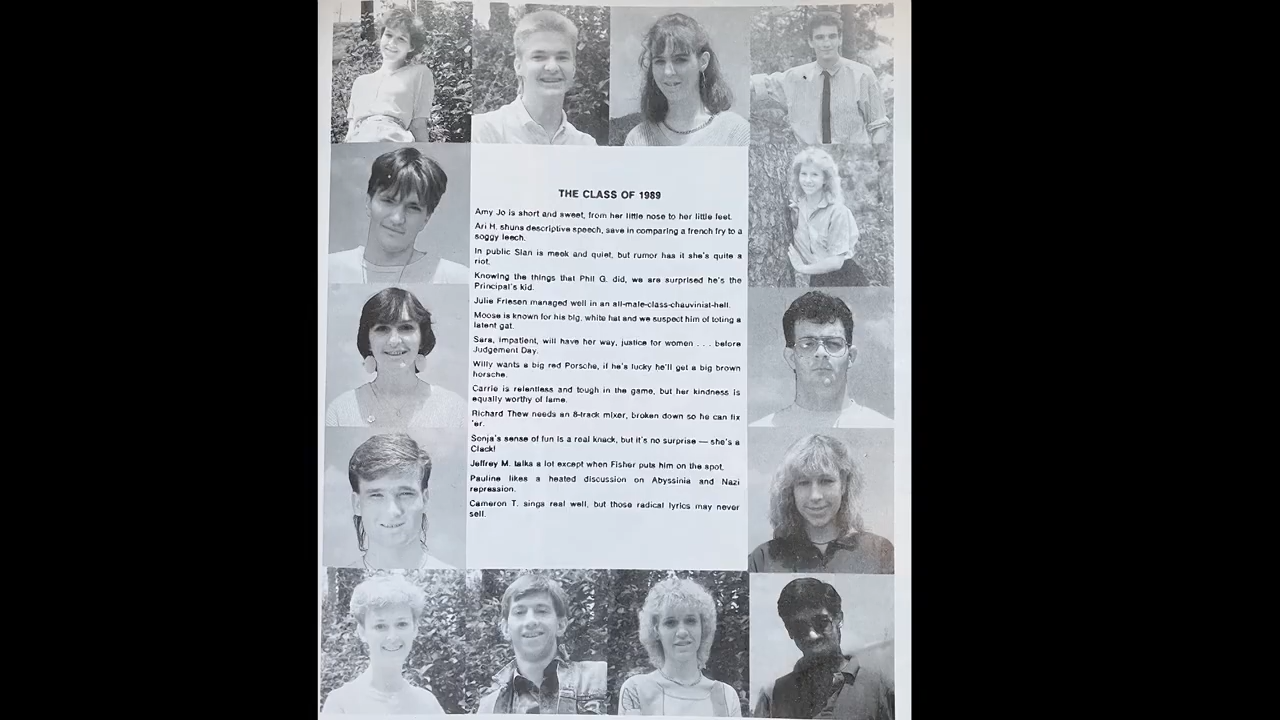 THE CLASS OF 1989
Amy Jo is short and sweet, from her little nose to her little feet.
Ari H. shuns descriptive speech, save in comparing a french fry to a
soggy leech.
In public Sian is meek and quiet, but rumor has it she's quite a
riot.
Knowing the things that Phil G. did, we are surprised he's the
Principal's kid.
Julie Friesen managed well in an all-male-class-chauvinist-hell.
Moose is known for his big, white hat and we suspect him of toting a
latent gat.
Sara, impatient, will have her way, justice for women . . . before
Judgement Day.
Willy wants a big red Porsche, if he's lucky he'll get a big brown
horsche.
Carrie is relentless and tough in the game, but her kindness is
equally worthy of fame.
Richard Thew needs an 8-track mixer, broken down so he can fix
'er.
Sonja's sense of fun is a real knack, but it's no surprise — she's a
Clack!
Jeffrey M. talks a lot except when Fisher puts him on the spot.
Pauline likes a heated discussion on Abyssinia and Nazi
repression.
Cameron T. sings real well, but those radical lyrics may never
sell.